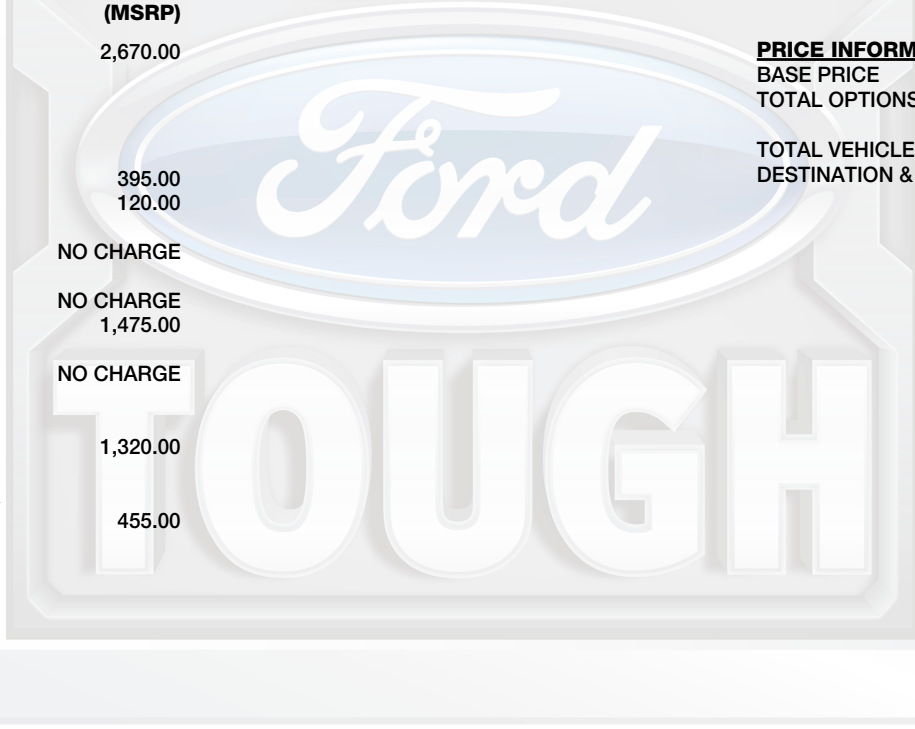 (MSRP)
2,670.00
395.00
120.00
NO CHARGE
NO CHARGE
1,475.00
NO CHARGE
1,320.00
455.00
PRICE INFORM
BASE PRICE
TOTAL OPTIONS
TOTAL VEHICLE
DESTINATION &
Ford
TOUGH